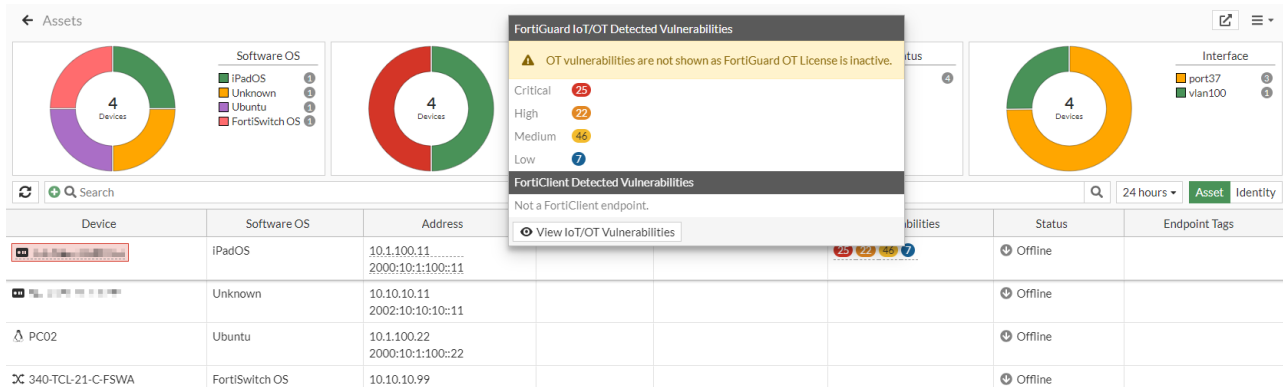 Assets
Software OS
iPadOS 1
Unknown 1
Ubuntu 1
FortiSwitch OS 1
4
Devices
4
Devices
FortiGuard IoT/OT Detected Vulnerabilities
OT vulnerabilities are not shown as FortiGuard OT License is inactive.
Critical 25
High 22
Medium 46
Low 7
FortiClient Detected Vulnerabilities
Not a FortiClient endpoint.
View IoT/OT Vulnerabilities
4
Interface
port37 3
vlan100 1
4
Devices
Search
24 hours
Asset Identity
Device Software OS Address Status Endpoint Tags
iPadOS 10.1.100.11 25 22 46 7 Offline
2000:10:1:100::11
Unknown 10.10.10.11 Offline
2002:10:10:10::11
PC02 Ubuntu 10.1.100.22 Offline
2000:10:1:100::22
340-TCL-21-C-FSWA FortiSwitch OS 10.10.10.99 Offline